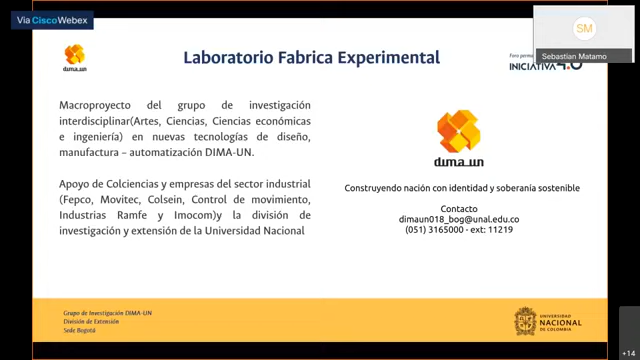 Via Cisco Webex
SM
Sebastian Matamo
dima_un
Laboratorio Fabrica Experimental
INICIATIVA 4.0
Macroproyecto del grupo de investigación
interdisciplinar(Artes, Ciencias, Ciencias económicas
e ingeniería) en nuevas tecnologías de diseño,
manufactura – automatización DIMA-UN.
Apoyo de Colciencias y empresas del sector industrial
(Fepco, Movitec, Colsein, Control de movimiento,
Industrias Ramfe y Imocom)y la división de
investigación y extensión de la Universidad Nacional
dima_un
Construyendo nación con identidad y soberanía sostenible
Contacto
dimaun018_bog@unal.edu.co
(051) 3165000 - ext: 11219
Grupo de Investigación DIMA-UN
División de Extensión
Sede Bogotá
UNIVERSIDAD
NACIONAL
DE COLOMBIA
+14